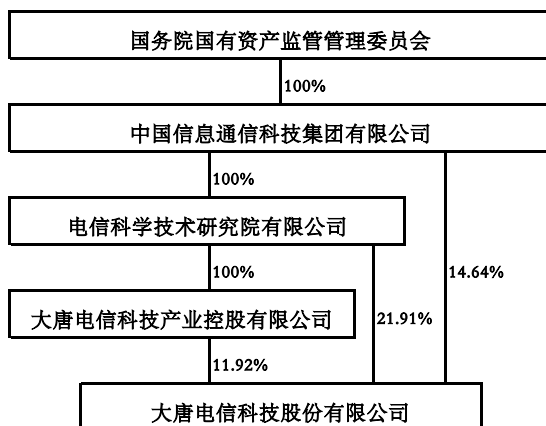 国务院国有资产监督管理委员会
100%
中国信息通信科技集团有限公司
100%
电信科学技术研究院有限公司
100%
14.64%
大唐电信科技产业控股有限公司
21.91%
11.92%
大唐电信科技股份有限公司